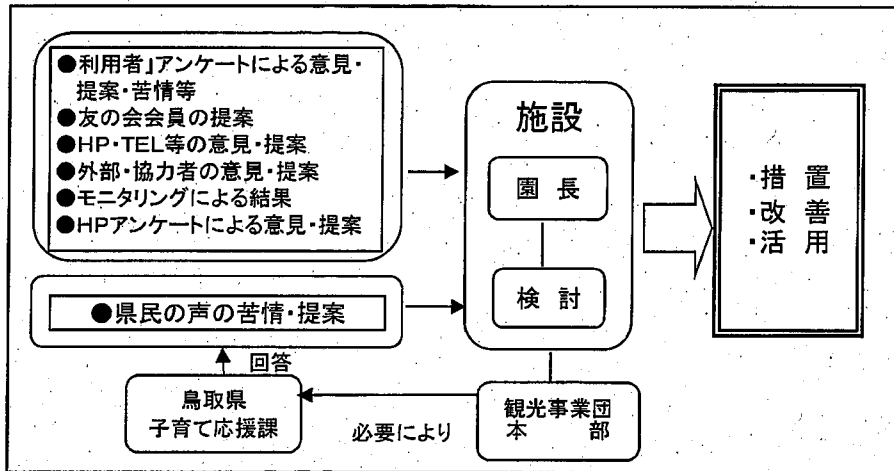 ●利用者」アンケートによる意見・
提案・苦情等
●友の会会員の提案
●HP・TEL等の意見・提案
●外部・協力者の意見・提案
●モニタリングによる結果
●HPアンケートによる意見・提案
●県民の声の苦情・提案
回答
鳥取県
子育て応援課
必要により
施設
園長
検討
観光事業団
本部
・措置
・改善
・活用